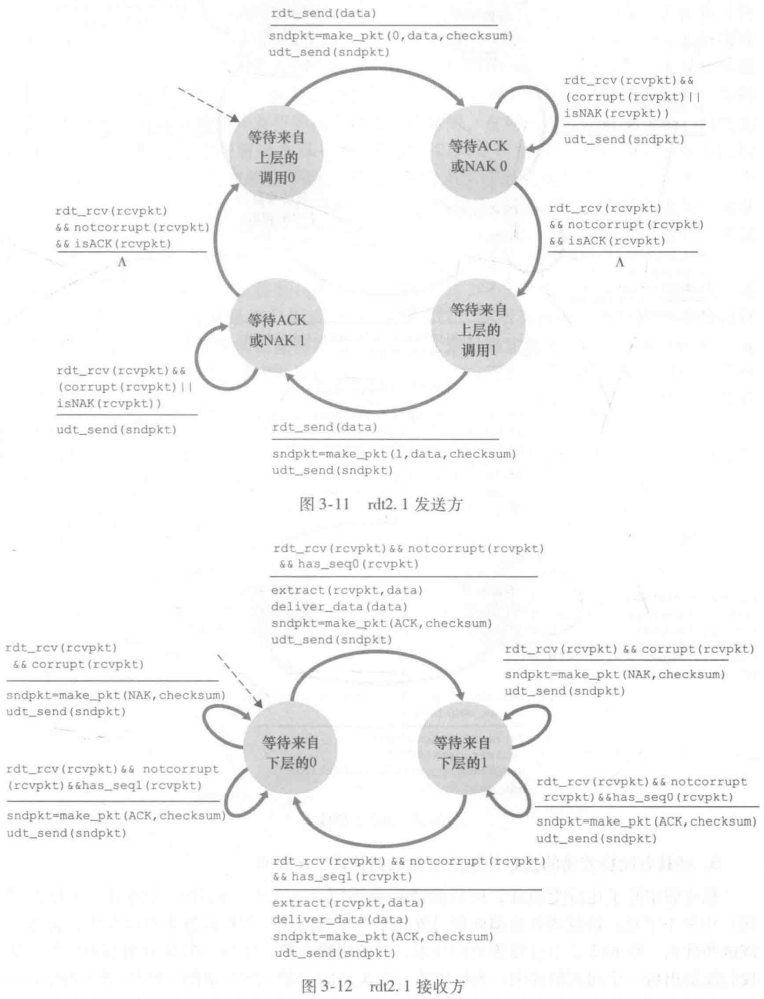 rdt_send(data)
sndpkt=make_pkt(0,data,checksum)
udt_send(sndpkt)
rdt_rcv(rcvpkt)&&
(corrupt(rcvpkt)||
isNAK(rcvpkt))
udt_send(sndpkt)
等待来自
上层的
调用0
等待ACK
或NAK 0
rdt_rcv(rcvpkt)
&& notcorrupt(rcvpkt)
&& isACK(rcvpkt)
Λ
rdt_rcv(rcvpkt)
&& notcorrupt(rcvpkt)
&& isACK(rcvpkt)
Λ
等待ACK
或NAK 1
等待来自
上层的
调用1
rdt_rcv(rcvpkt)&&
(corrupt(rcvpkt)||
isNAK(rcvpkt))
udt_send(sndpkt)
rdt_send(data)
sndpkt=make_pkt(1,data,checksum)
udt_send(sndpkt)
图 3-11 rdt2. 1 发送方
rdt_rcv(rcvpkt)&& notcorrupt(rcvpkt)
&& has_seq0(rcvpkt)
extract(rcvpkt,data)
deliver_data(data)
sndpkt=make_pkt(ACK,checksum)
udt_send(sndpkt)
rdt_rcv(rcvpkt)
&& corrupt(rcvpkt)
sndpkt=make_pkt(NAK,checksum)
udt_send(sndpkt)
rdt_rcv(rcvpkt) && corrupt(rcvpkt)
sndpkt=make_pkt(NAK,checksum)
udt_send(sndpkt)
等待来自
下层的0
等待来自
下层的1
rdt_rcv(rcvpkt)&& notcorrupt
(rcvpkt)&&has_seq1(rcvpkt)
sndpkt=make_pkt(ACK,checksum)
udt_send(sndpkt)
rdt_rcv(rcvpkt)&& notcorrupt
rcvpkt)&&has_seq0(rcvpkt)
sndpkt=make_pkt(ACK,checksum)
udt_send(sndpkt)
rdt_rcv(rcvpkt) && notcorrupt(rcvpkt)
&& has_seq1(rcvpkt)
extract(rcvpkt,data)
deliver_data(data)
sndpkt=make_pkt(ACK,checksum)
udt_send(sndpkt)
图 3-12 rdt2. 1 接收方